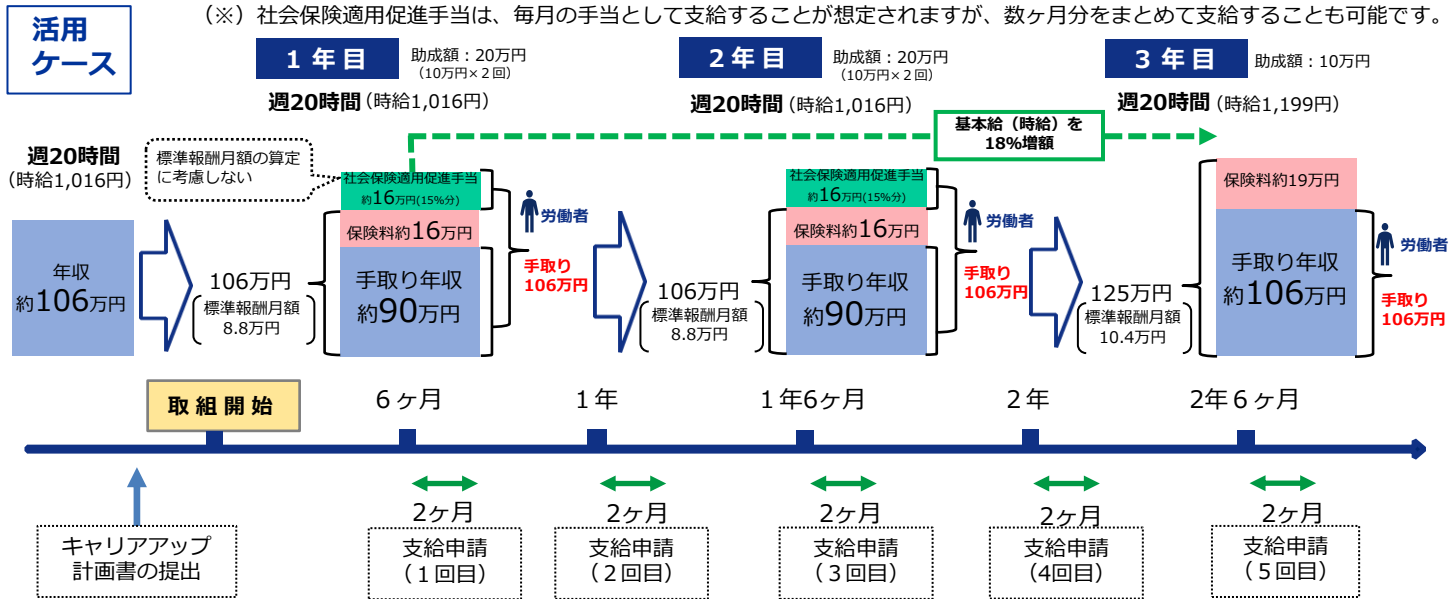 (※)社会保険適用促進手当は、毎月の手当として支給することが想定されますが、数ヶ月分をまとめて支給することも可能です。
活用
ケース
1年目
助成額：20万円
(10万円×2回)
週20時間(時給1,016円)
2年目
助成額：20万円
(10万円×2回)
週20時間(時給1,016円)
3年目
助成額：10万円
週20時間(時給1,199円)
基本給(時給)を
18%増額
週20時間
(時給1,016円)
年収
約106万円
標準報酬月額の算定
に考慮しない
106万円
標準報酬月額
8.8万円
社会保険適用促進手当
約16万円(15%分)
保険料約16万円
手取り年収
約90万円
労働者
手取り
106万円
106万円
標準報酬月額
8.8万円
社会保険適用促進手当
約16万円(15%分)
保険料約16万円
手取り年収
約90万円
労働者
手取り
106万円
125万円
標準報酬月額
10.4万円
保険料約19万円
手取り年収
約106万円
労働者
手取り
106万円
取組開始
6ヶ月
1年
1年6ヶ月
2年
2年6ヶ月
キャリアアップ
計画書の提出
2ヶ月
支給申請
(1回目)
2ヶ月
支給申請
(2回目)
2ヶ月
支給申請
(3回目)
2ヶ月
支給申請
(4回目)
2ヶ月
支給申請
(5回目)